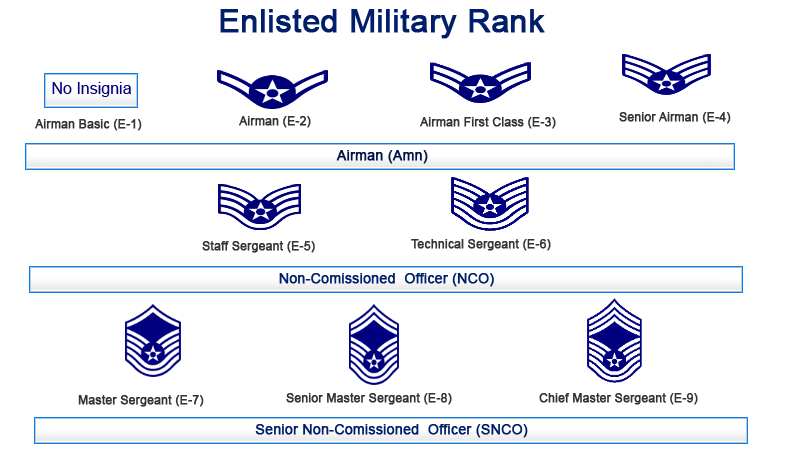 Enlisted Military Rank
No Insignia
Airman Basic (E-1)
Airman (E-2)
Airman First Class (E-3)
Senior Airman (E-4)
Airman (Amn)
Staff Sergeant (E-5)
Technical Sergeant (E-6)
Non-Comissioned  Officer (NCO)
Master Sergeant (E-7)
Senior Master Sergeant (E-8)
Chief Master Sergeant (E-9)
Senior Non-Comissioned  Officer (SNCO)